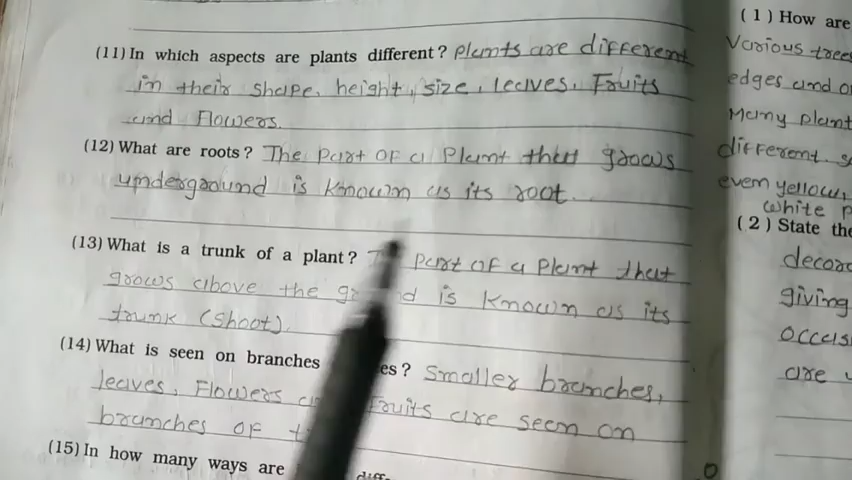 (11) In which aspects are plants different? Plants are different
in their shape, height, size, leaves, Fruits
and Flowers.
(12) What are roots? The Part OF a Plant that grows
underground is Known as its root.
(13) What is a trunk of a plant? part OF a Plant that
grows above the is Known as its
trunk (Shoot).
(14) What is seen on branches Smaller branches,
leaves, Flowers Fruits are seen on
branches OF
(15) In how many ways are
(1) How are
Various trees
edges and
Many plant
different
even yellow,
white
(2) State the
decor
giving
occas
are